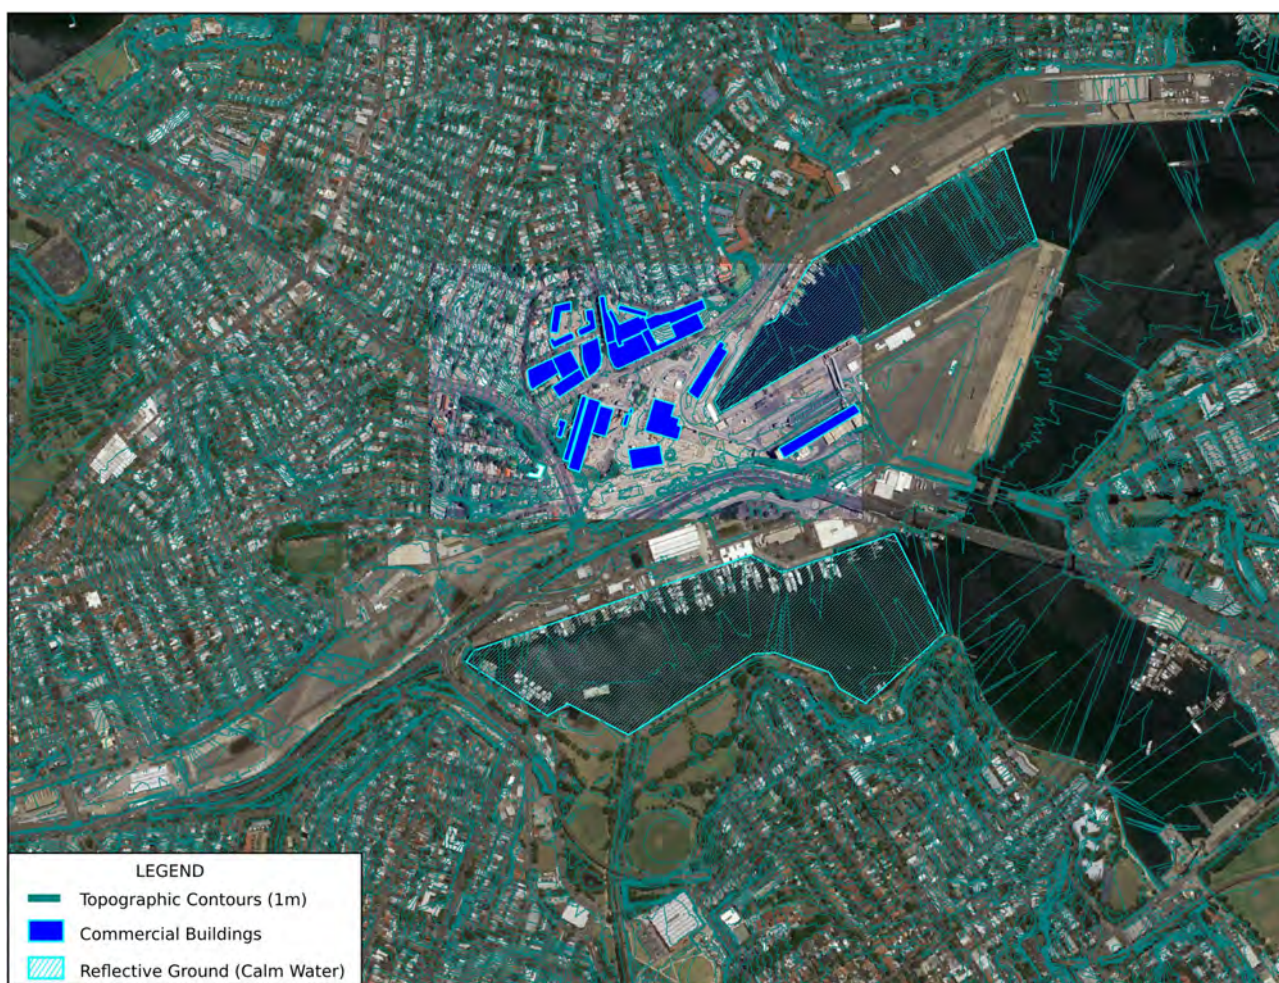 LEGEND
Topographic Contours (1m)
Commercial Buildings
Reflective Ground (Calm Water)